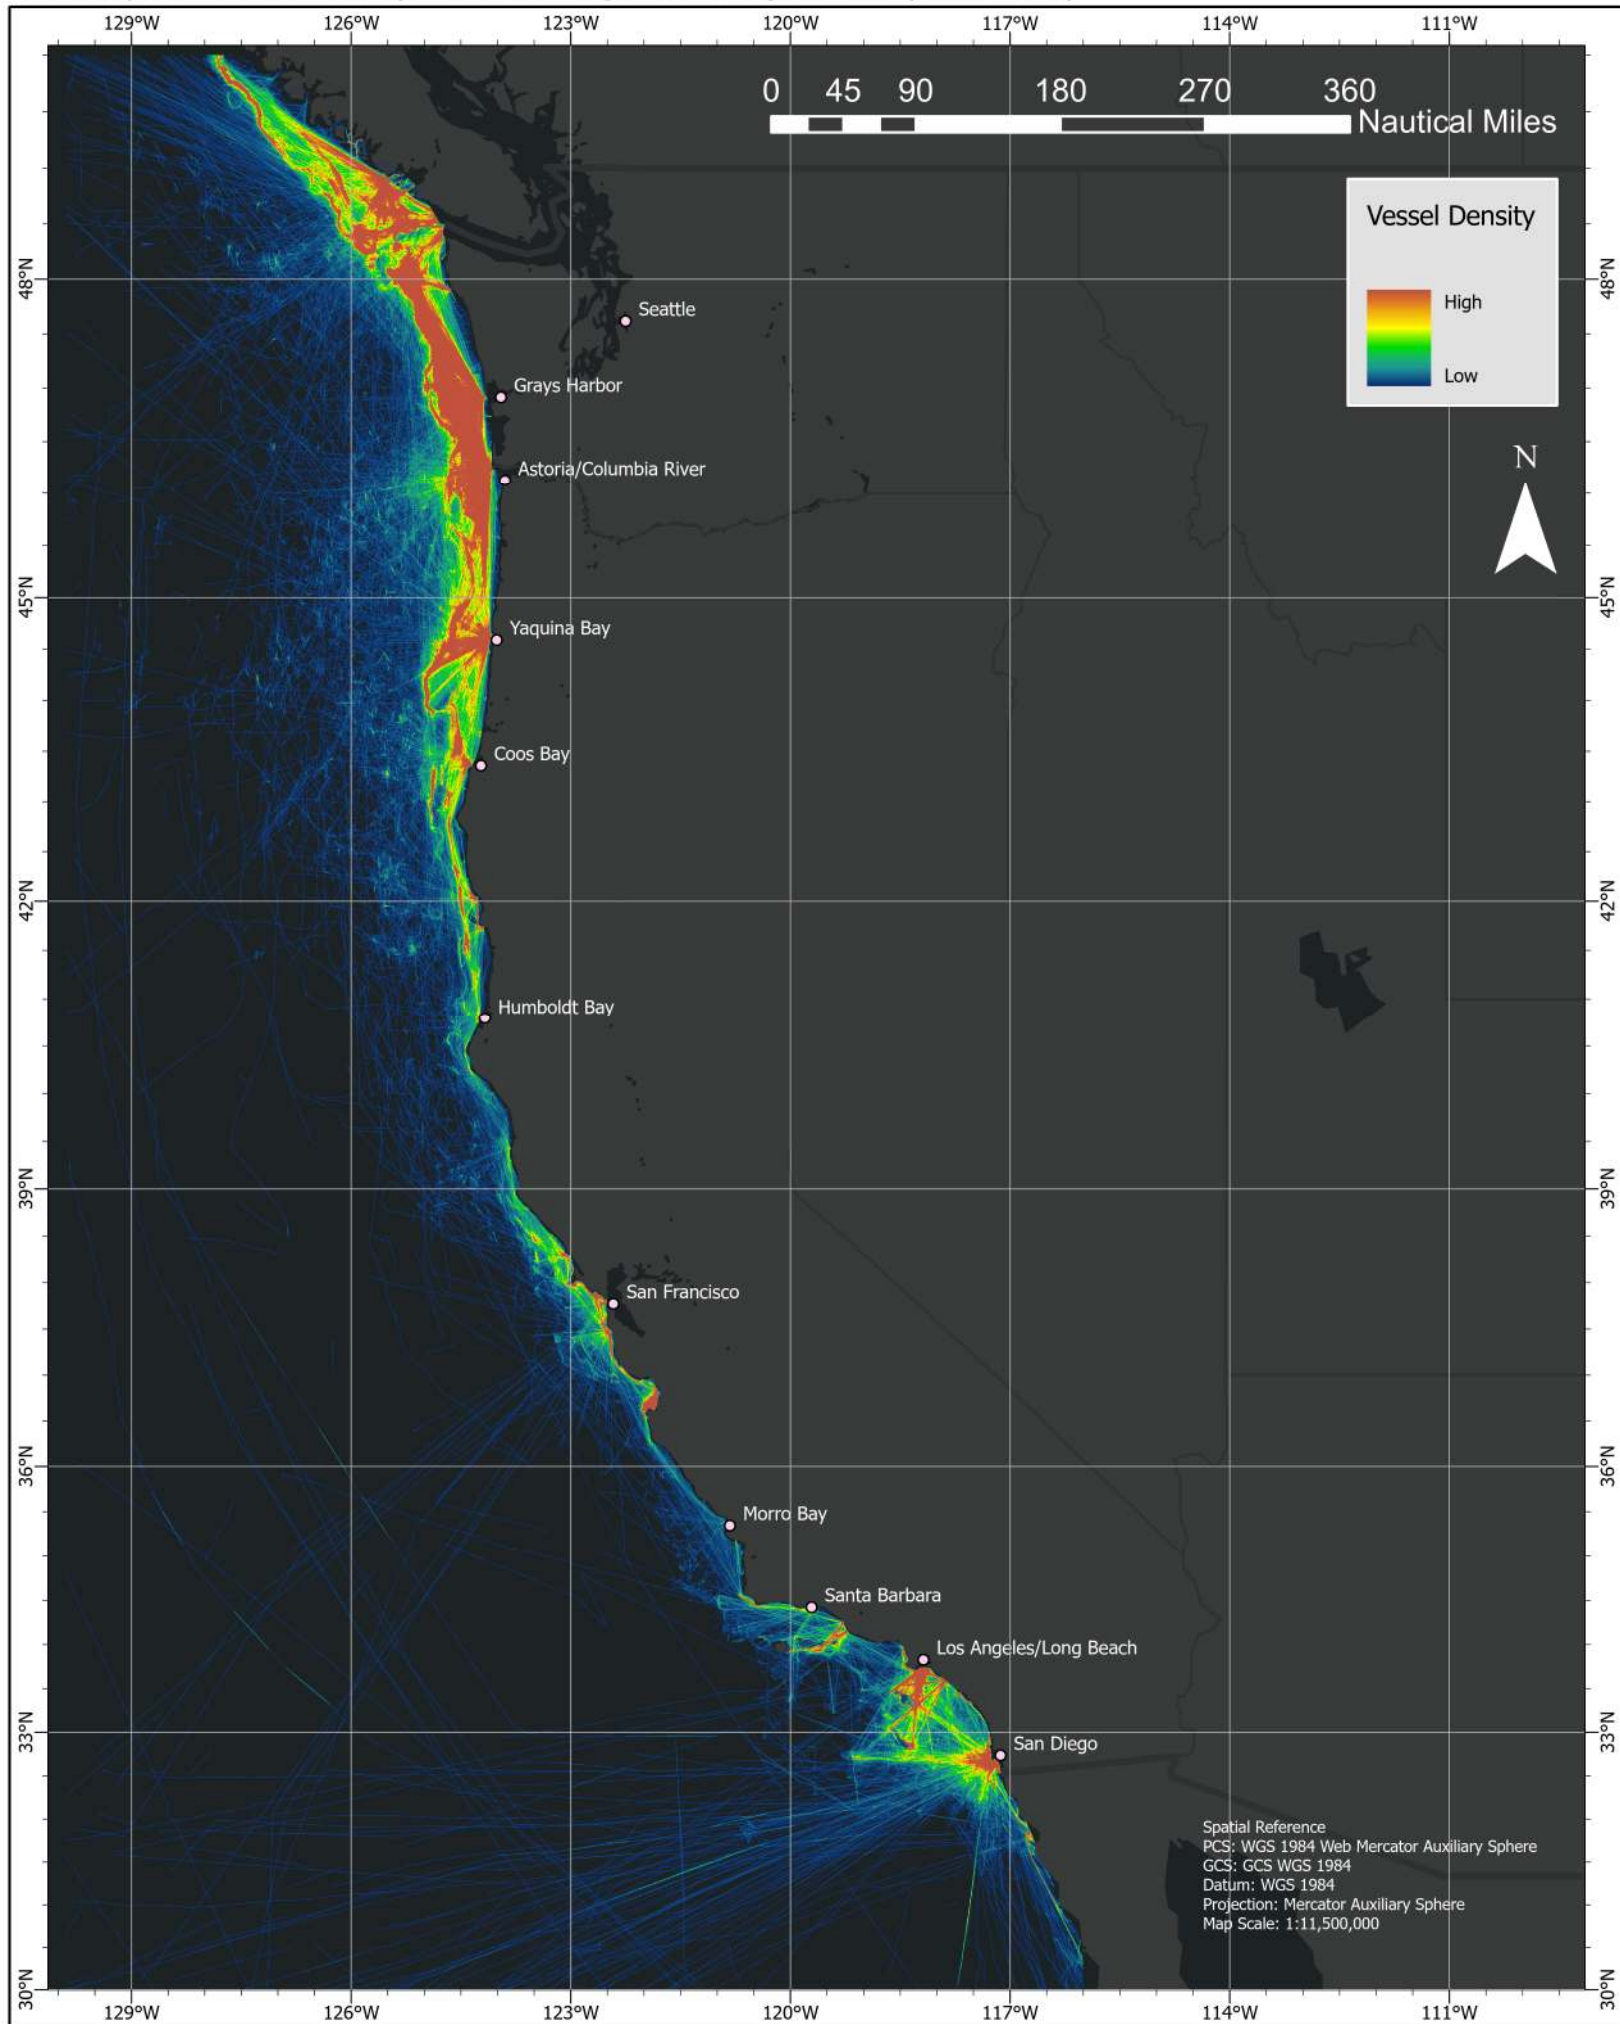 129°W 126°W 123°W 120°W 117°W 114°W 111°W
0 45 90 180 270 360
Nautical Miles
Vessel Density
High
Low
N
48°N 48°N
Seattle
Grays Harbor
Astoria/Columbia River
45°N 45°N
Yaquina Bay
Coos Bay
42°N 42°N
Humboldt Bay
39°N 39°N
San Francisco
36°N 36°N
Morro Bay
Santa Barbara
Los Angeles/Long Beach
33°N 33°N
San Diego
Spatial Reference
PCS: WGS 1984 Web Mercator Auxiliary Sphere
GCS: GCS WGS 1984
Datum: WGS 1984
Projection: Mercator Auxiliary Sphere
Map Scale: 1:11,500,000
30°N 30°N
129°W 126°W 123°W 120°W 117°W 114°W 111°W